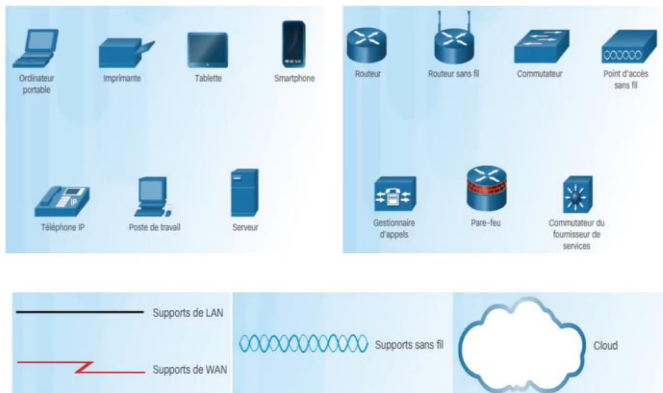 Ordinateur
portable
Imprimante
Tablette
Smartphone
Téléphone IP
IP
Poste de travail
Serveur
Routeur
Routeur sans fil
Commutateur
Point d'accès
sans fil
Gestionnaire
d'appels
Pare-feu
Commutateur du
fournisseur de
services
Supports de LAN
Supports de WAN
Supports sans fil
Cloud